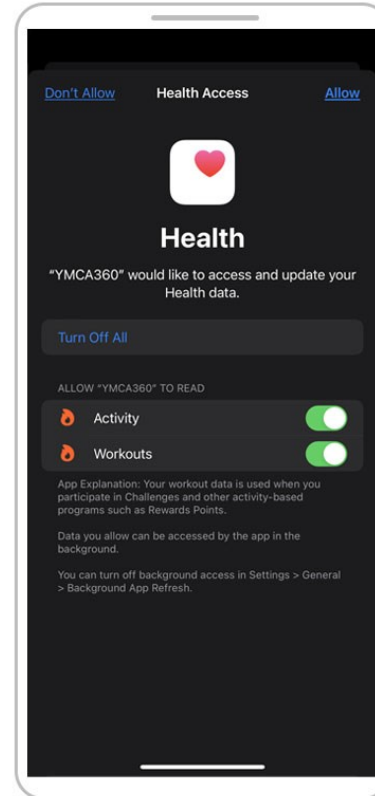 Don't Allow Health Access Allow
Health
"YMCA360" would like to access and update your
Health data.
Turn Off All
ALLOW "YMCA360" TO READ
Activity
Workouts
App Explanation: Your workout data is used when you
participate in Challenges and other activity-based
programs such as Rewards Points.
Data you allow can be accessed by the app in the
background.
You can turn off background access in Settings > General
> Background App Refresh.